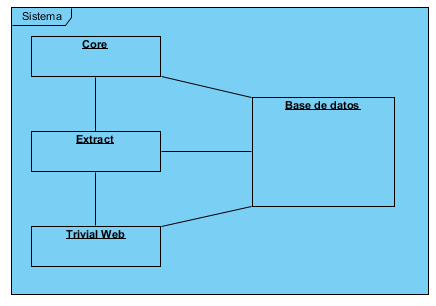 Sistema
Core
Base de datos
Extract
Trivial Web